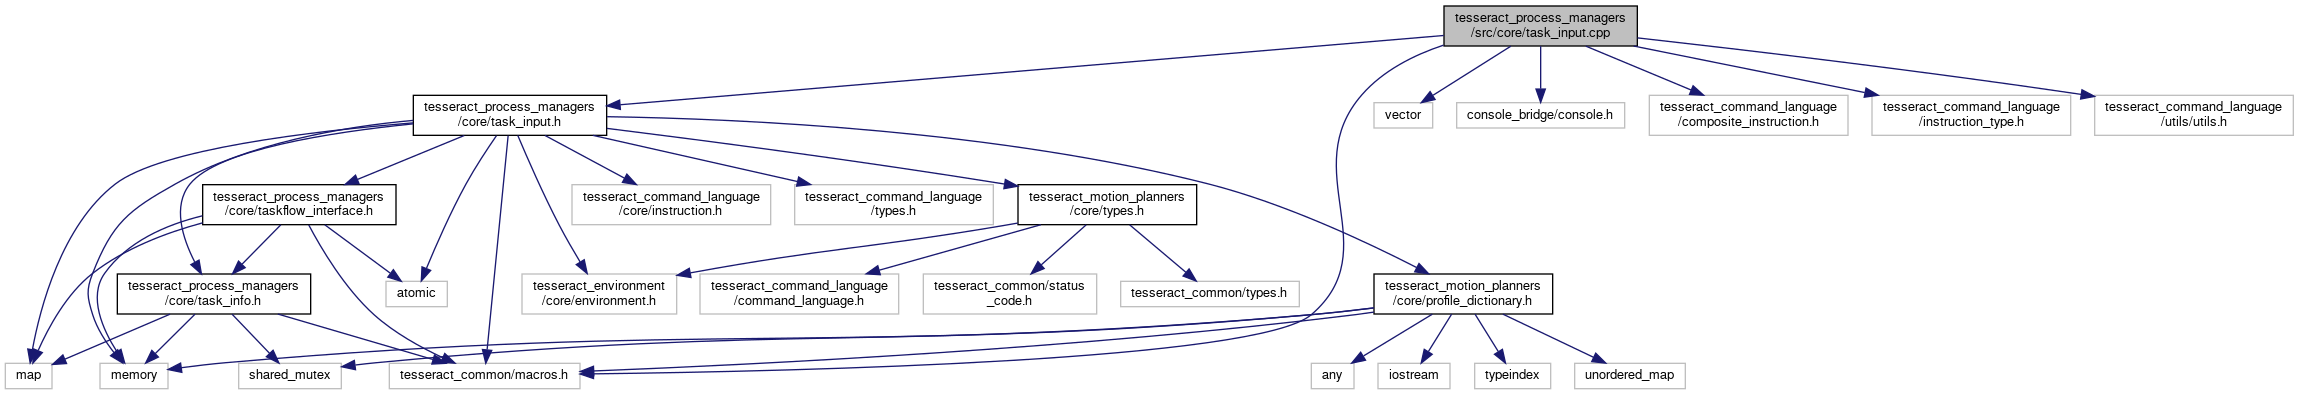 tesseract_process_managers
/src/core/task_input.cpp
tesseract_process_managers
/core/task_input.h
vector
console_bridge/console.h
tesseract_command_language
/composite_instruction.h
tesseract_command_language
/instruction_type.h
tesseract_command_language
/utils/utils.h
tesseract_process_managers
/core/taskflow_interface.h
tesseract_command_language
/core/instruction.h
tesseract_command_language
/types.h
tesseract_motion_planners
/core/types.h
tesseract_process_managers
/core/task_info.h
atomic
tesseract_environment
/core/environment.h
tesseract_command_language
/command_language.h
tesseract_common/status
_code.h
tesseract_common/types.h
tesseract_motion_planners
/core/profile_dictionary.h
map
memory
shared_mutex
tesseract_common/macros.h
any
iostream
typeindex
unordered_map